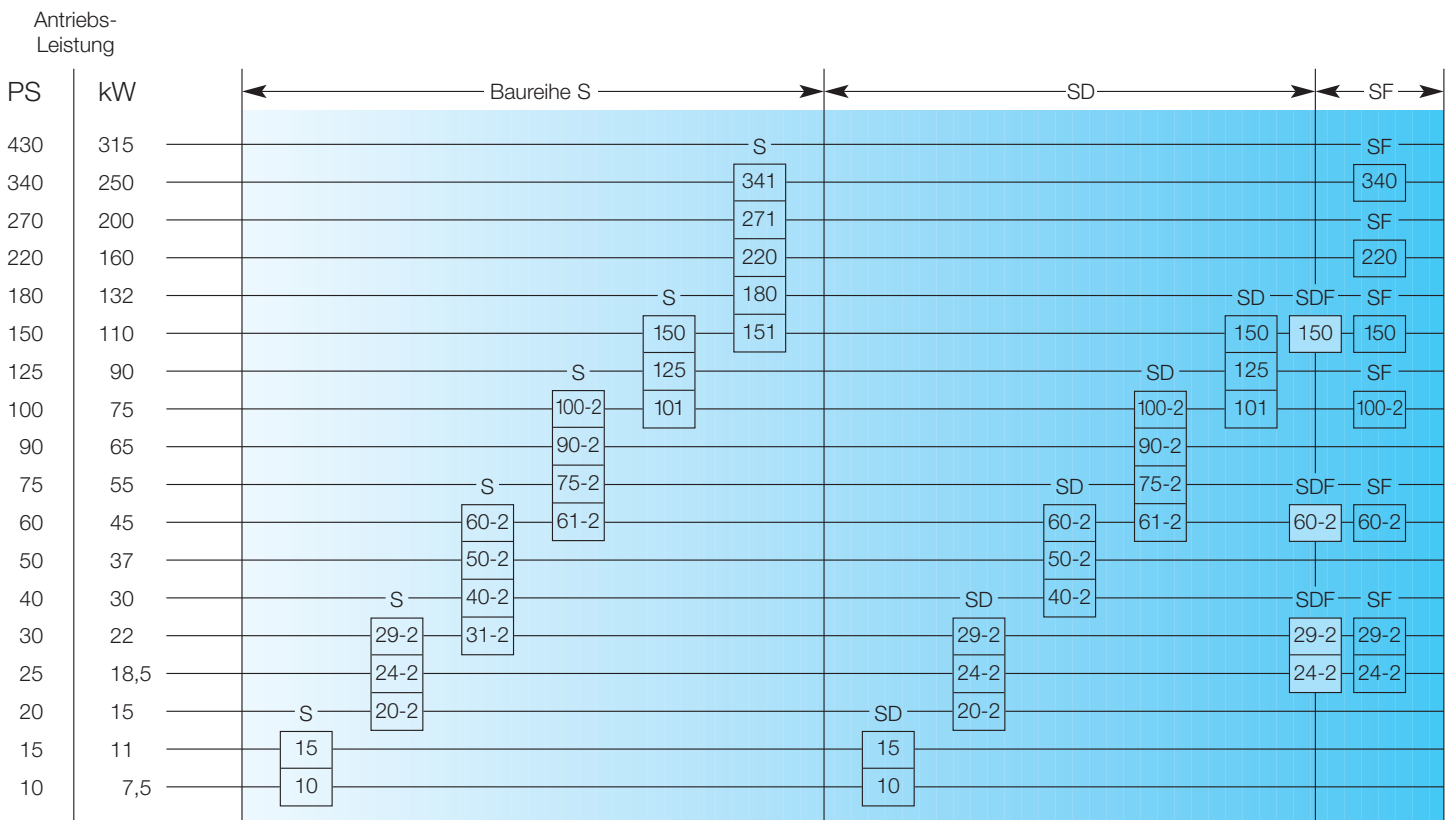 Antriebs-
Leistung
PS kW Baureihe S SD SF
430 315 S SF
340 250 341 340
270 200 271 SF
220 160 220 220
180 132 S 180 SD SDF SF
150 110 150 151 150 150 150
125 90 S 125 SD 125 SF
100 75 100-2 101 100-2 101 100-2
90 65 90-2 90-2
75 55 S 75-2 SD 75-2 SDF SF
60 45 60-2 61-2 60-2 61-2 60-2 60-2
50 37 50-2 50-2
40 30 S 40-2 SD 40-2 SDF SF
30 22 29-2 31-2 29-2 29-2 29-2
25 18,5 24-2 24-2 24-2 24-2
20 15 S 20-2 SD 20-2
15 11 15 15
10 7,5 10 10